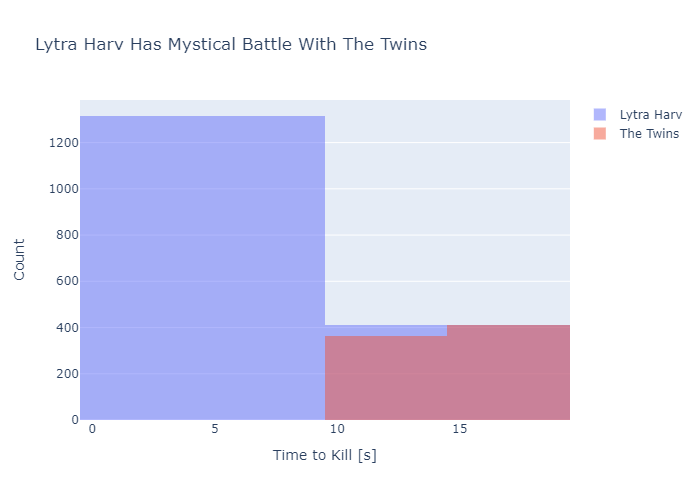 Lytra Harv Has Mystical Battle With The Twins
Lytra Harv
The Twins
1200
1000
800
600
400
200
0
0 5 10 15
Count
Time to Kill [s]